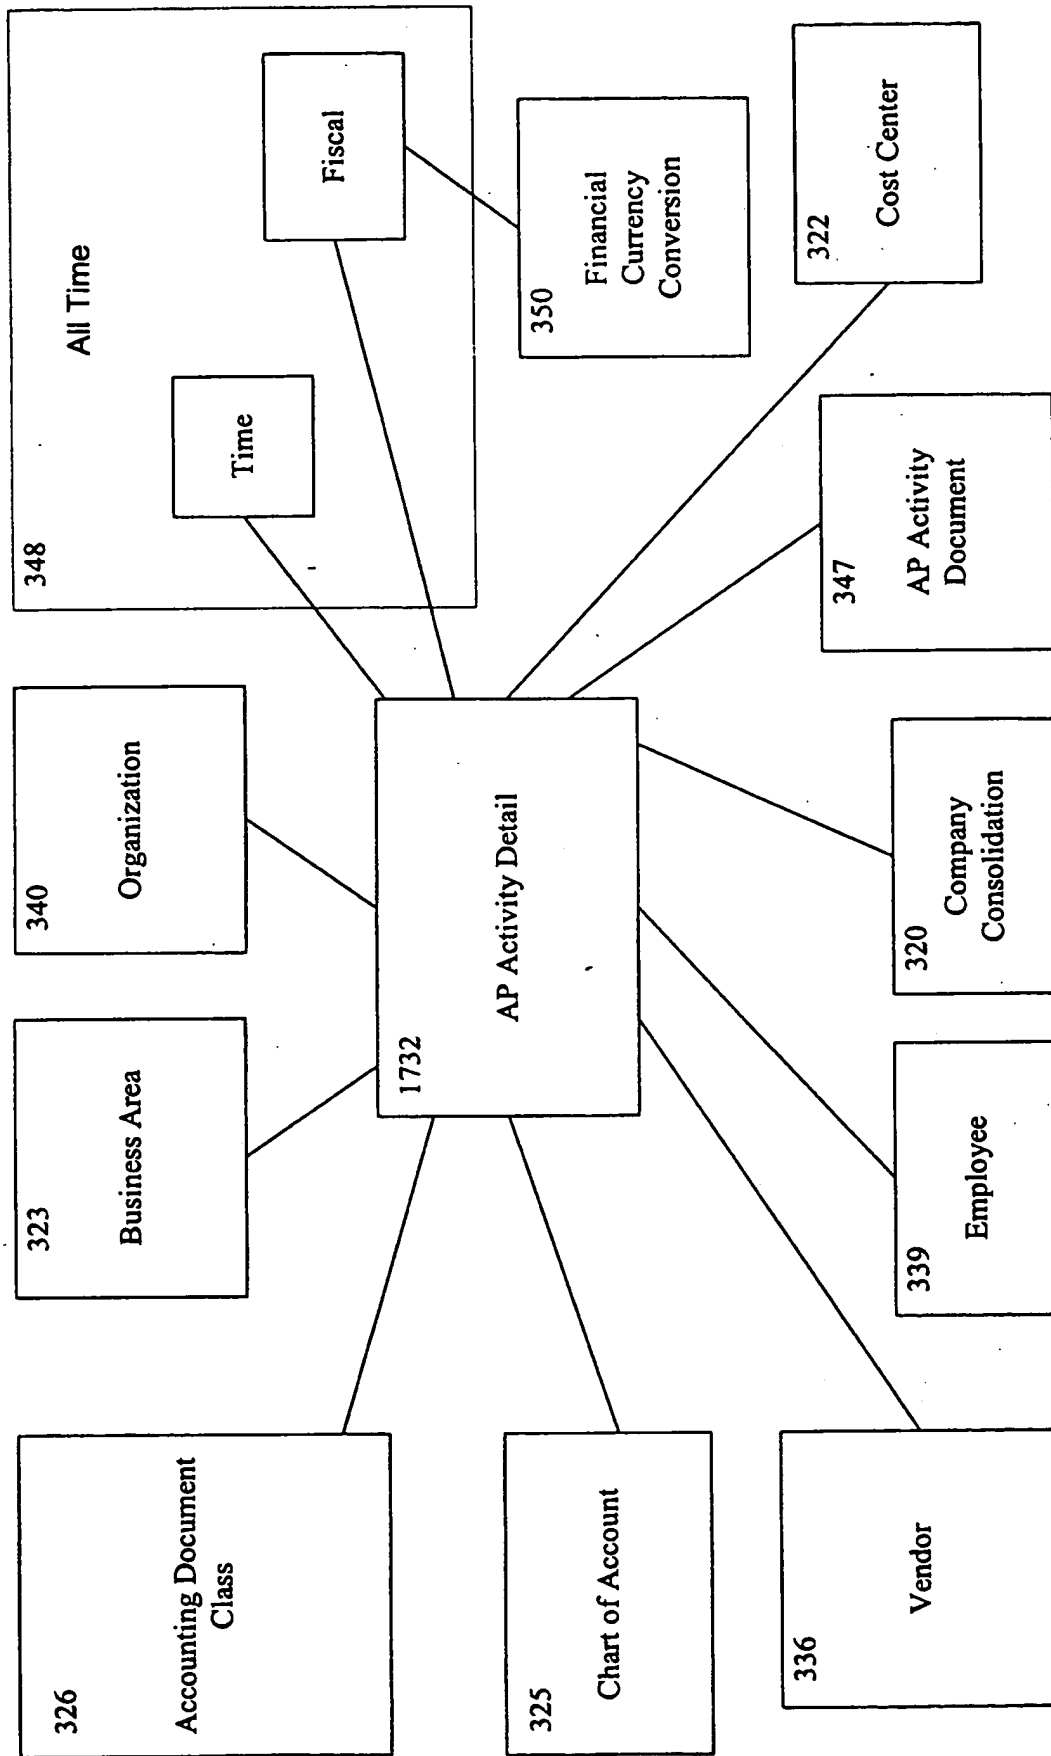 326
Accounting Document
Class
323
Business Area
340
Organization
348
All Time
Time
Fiscal
325
Chart of Account
1732
AP Activity Detail
350
Financial
Currency
Conversion
336
Vendor
339
Employee
320
Company
Consolidation
347
AP Activity
Document
322
Cost Center